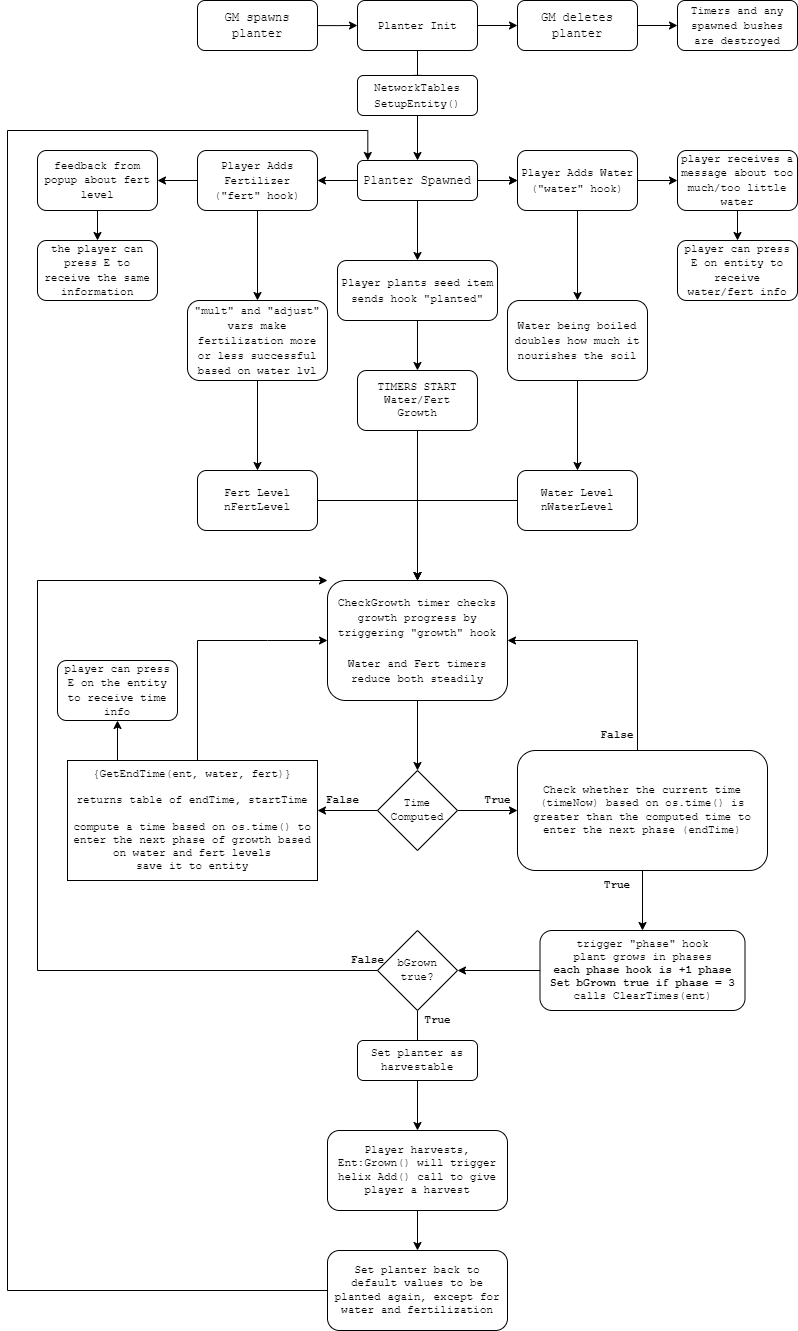 GM spawns
planter
Planter Init
GM deletes
planter
Timers and any
spawned bushes
are destroyed
NetworkTables
SetupEntity()
feedback from
popup about fert
level
Player Adds
Fertilizer
("fert" hook)
Planter Spawned
Player Adds Water
("water" hook)
player receives a
message about too
much/too little
water
the player can
press E to
receive the same
information
Player plants seed item
sends hook "planted"
player can press
E on entity to
receive
water/fert info
"mult" and "adjust"
vars make
fertilization more
or less successful
based on water lvl
Water being boiled
doubles how much it
nourishes the soil
TIMERS START
Water/Fert
Growth
Fert Level
nFertLevel
Water Level
nWaterLevel
CheckGrowth timer checks
growth progress by
triggering "growth" hook
Water and Fert timers
reduce both steadily
player can press
E on the entity
to receive time
info
False
{GetEndTime(ent, water, fert)}
returns table of endTime, startTime
compute a time based on os.time() to
enter the next phase of growth based
on water and fert levels
save it to entity
False
Time
Computed
True
Check whether the current time
(timeNow) based on os.time() is
greater than the computed time to
enter the next phase (endTime)
True
trigger "phase" hook
plant grows in phases
each phase hook is +1 phase
Set bGrown true if phase = 3
calls ClearTimes(ent)
False
bGrown
true?
True
Set planter as
harvestable
Player harvests,
Ent:Grown() will trigger
helix Add() call to give
player a harvest
Set planter back to
default values to be
planted again, except for
water and fertilization